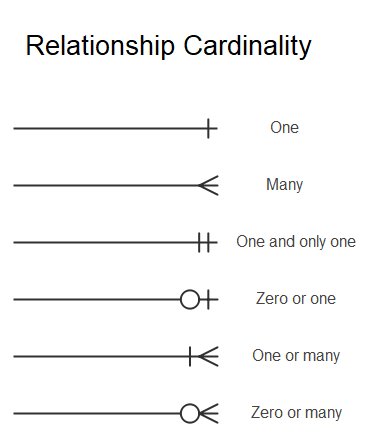 Relationship Cardinality
One
Many
One and only one
Zero or one
One or many
Zero or many